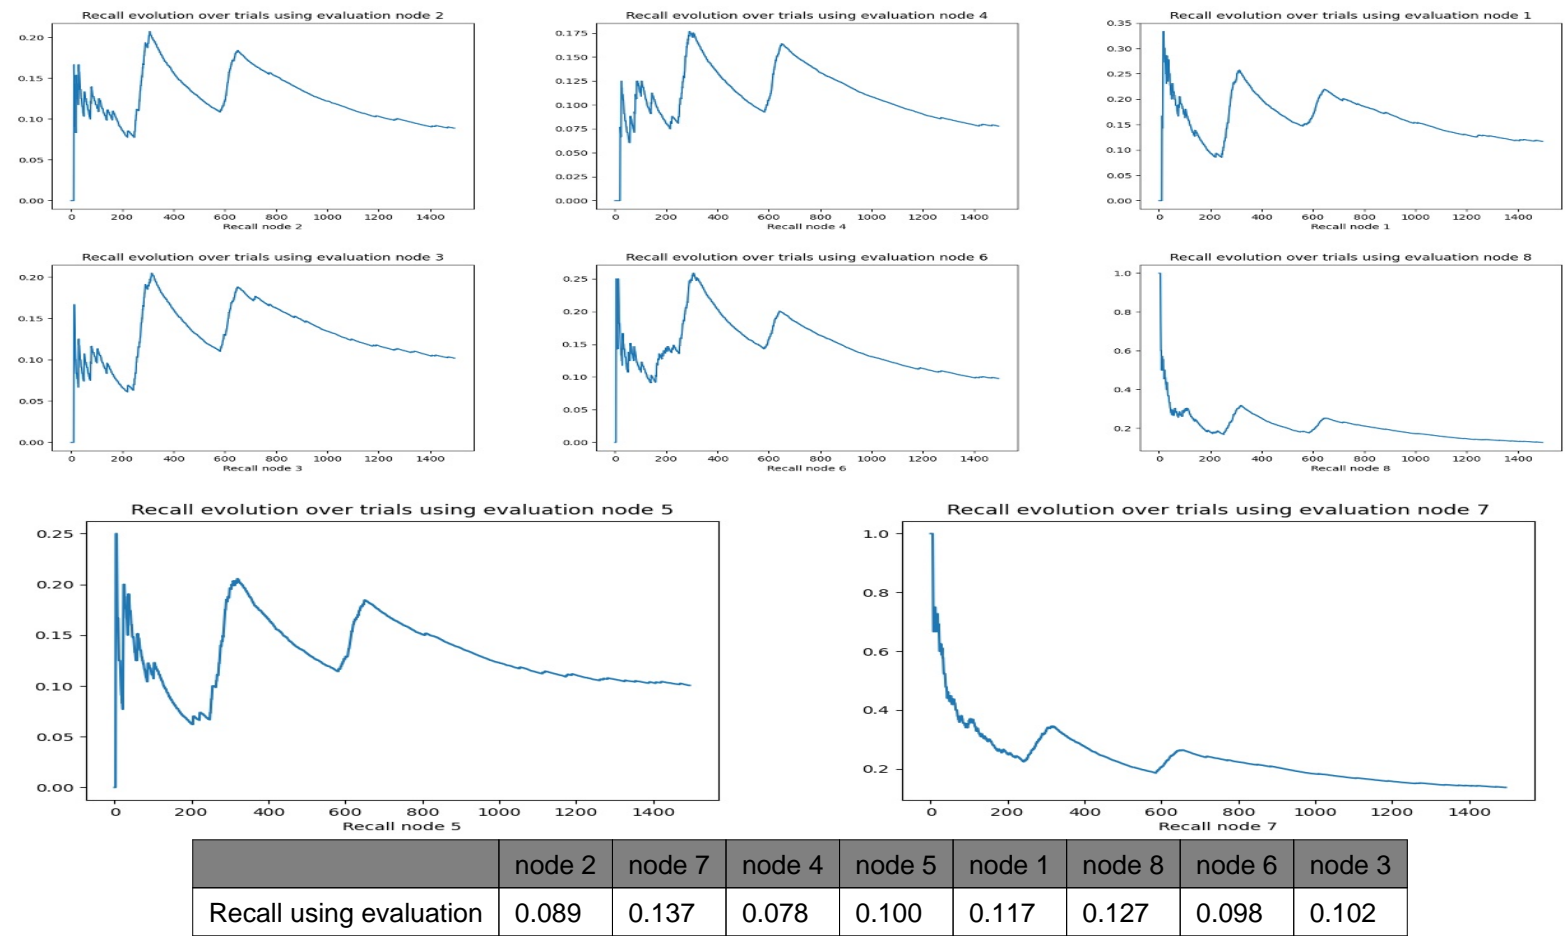 Recall evolution over trials using evaluation node 2
0.20
0.15
0.10
0.05
0.00
0 200 400 600 800 1000 1200 1400
Recall node 2
Recall evolution over trials using evaluation node 4
0.175
0.150
0.125
0.100
0.075
0.050
0.025
0.000
0 200 400 600 800 1000 1200 1400
Recall node 4
Recall evolution over trials using evaluation node 1
0.35
0.30
0.25
0.20
0.15
0.10
0.05
0.00
0 200 400 600 800 1000 1200 1400
Recall node 1
Recall evolution over trials using evaluation node 3
0.20
0.15
0.10
0.05
0.00
0 200 400 600 800 1000 1200 1400
Recall node 3
Recall evolution over trials using evaluation node 6
0.25
0.20
0.15
0.10
0.05
0.00
0 200 400 600 800 1000 1200 1400
Recall node 6
Recall evolution over trials using evaluation node 8
1.0
0.8
0.6
0.4
0.2
0 200 400 600 800 1000 1200 1400
Recall node 8
Recall evolution over trials using evaluation node 5
0.25
0.20
0.15
0.10
0.05
0.00
0 200 400 600 800 1000 1200 1400
Recall node 5
Recall evolution over trials using evaluation node 7
1.0
0.8
0.6
0.4
0.2
0 200 400 600 800 1000 1200 1400
Recall node 7
node 2 node 7 node 4 node 5 node 1 node 8 node 6 node 3
Recall using evaluation 0.089 0.137 0.078 0.100 0.117 0.127 0.098 0.102